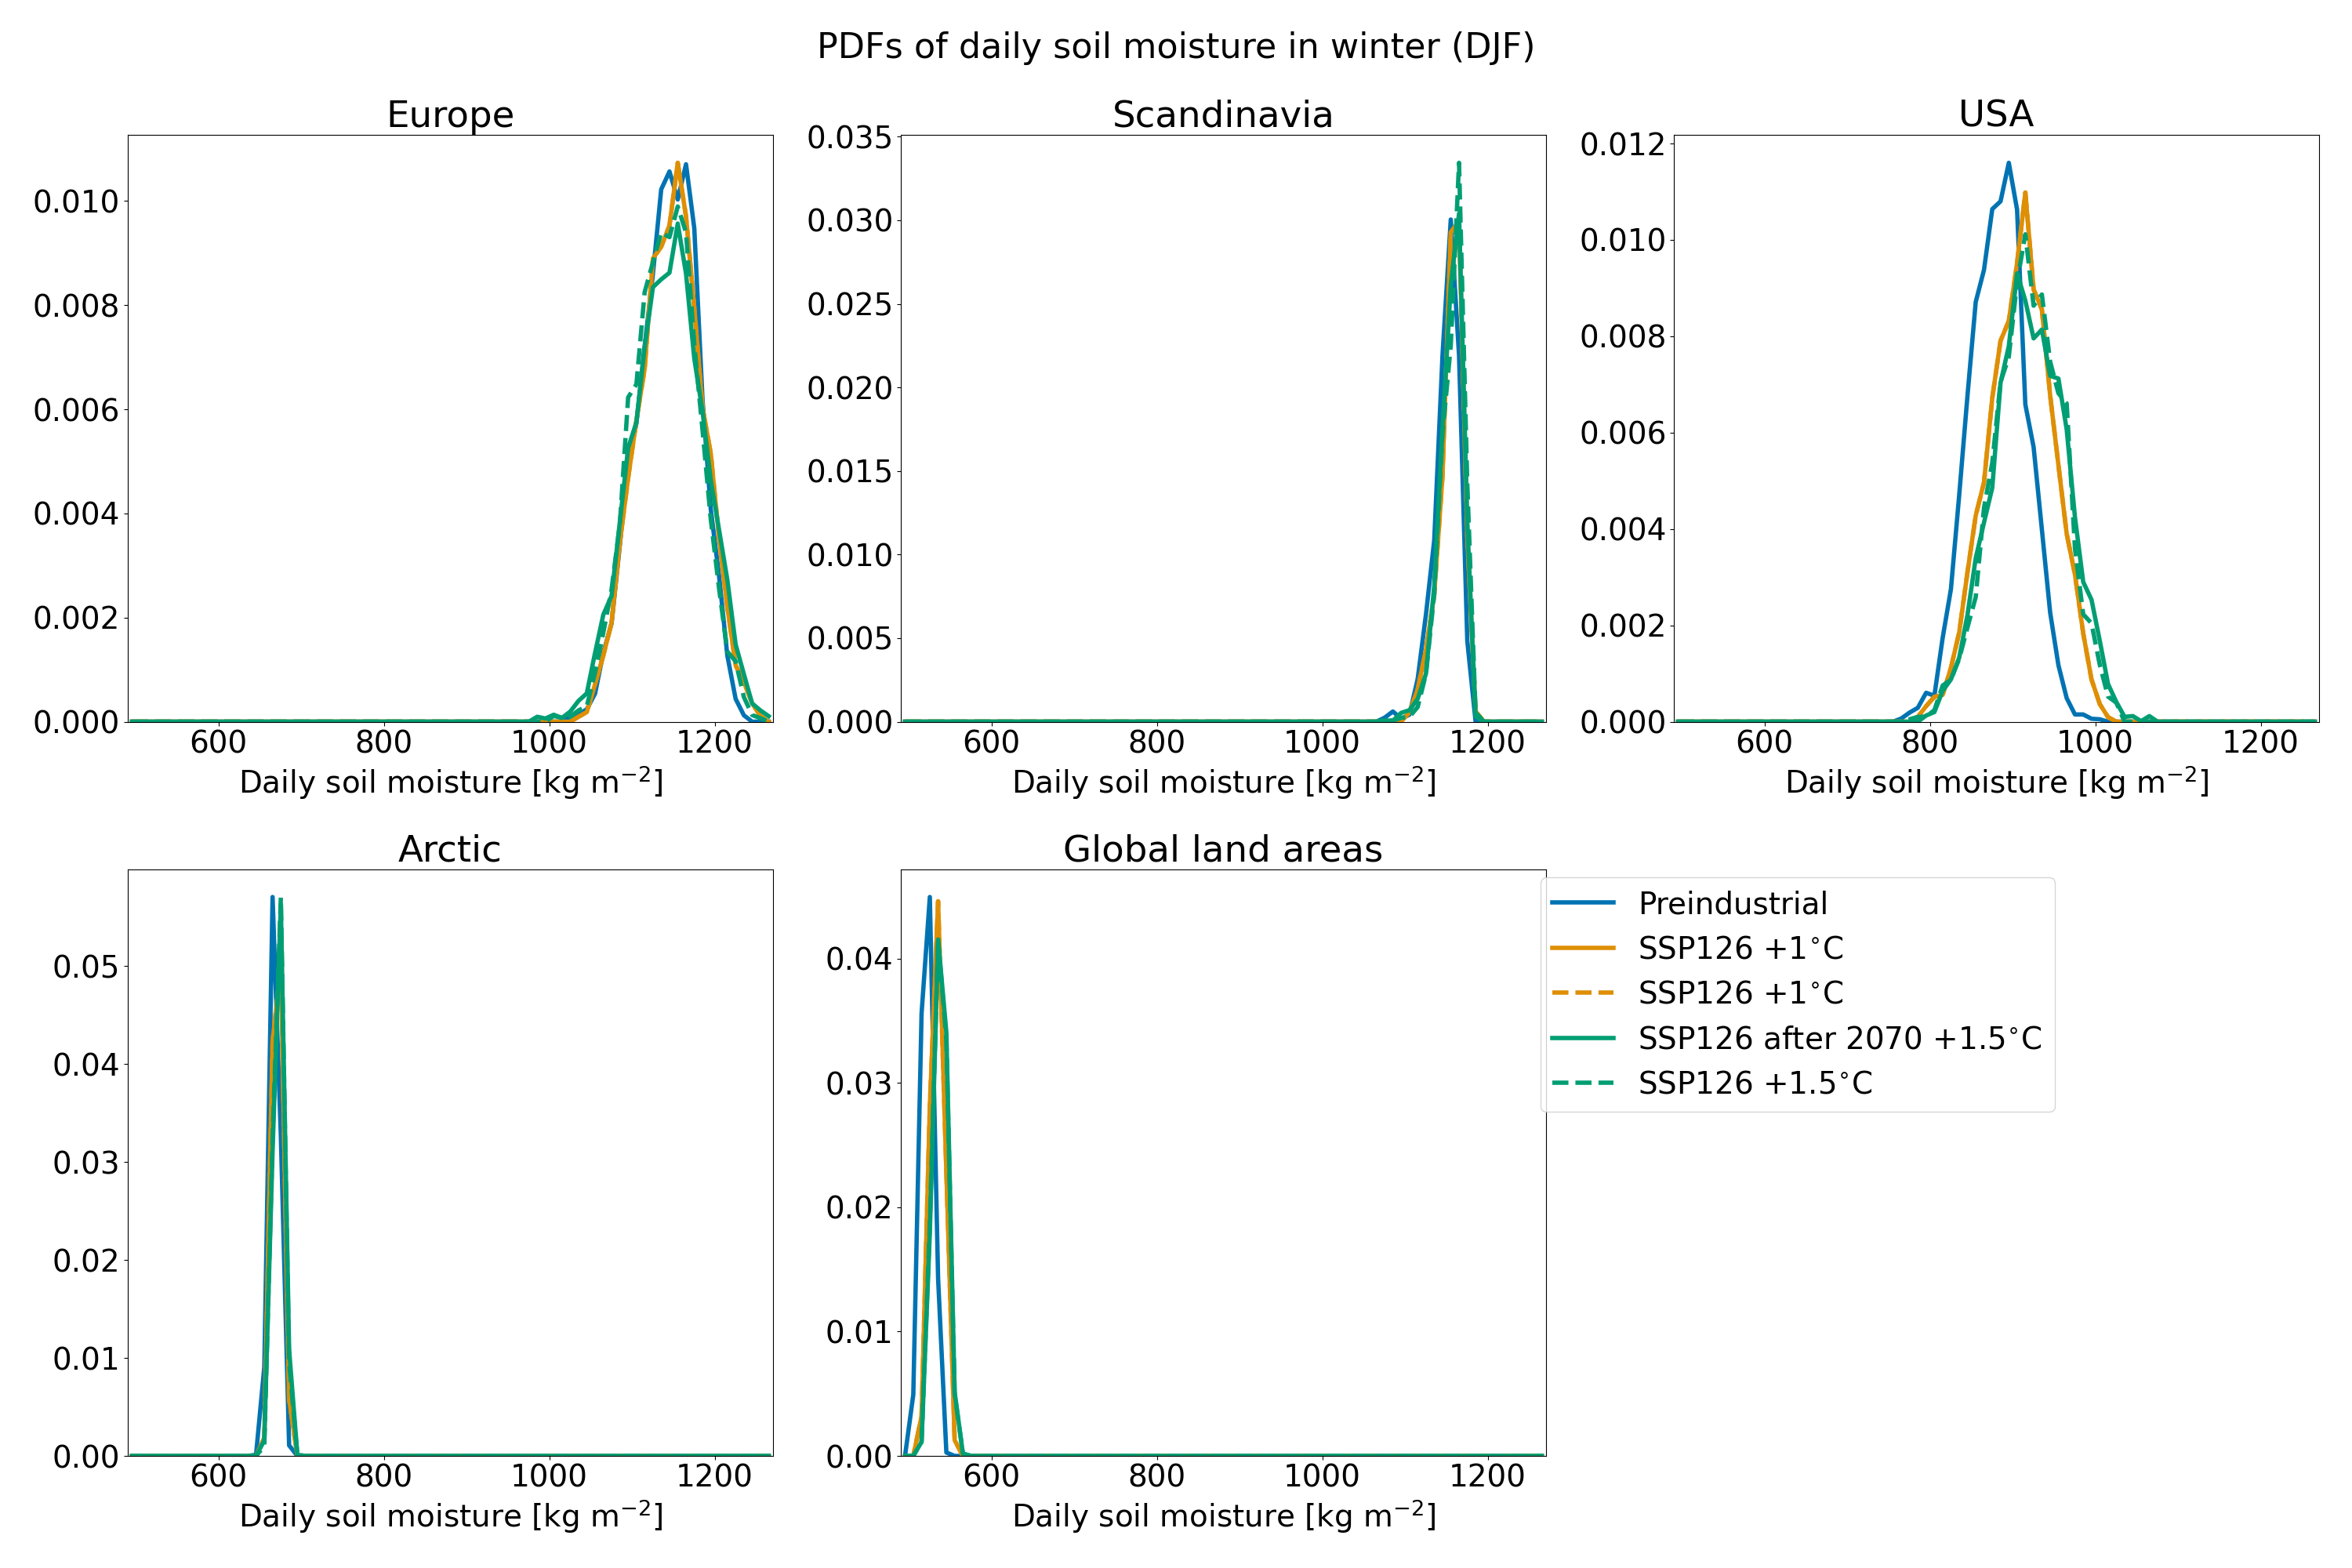 PDFs of daily soil moisture in winter (DJF)
Europe
0.010
0.008
0.006
0.004
0.002
0.000
600 800 1000 1200
Daily soil moisture [kg m⁻²]
Scandinavia
0.035
0.030
0.025
0.020
0.015
0.010
0.005
0.000
600 800 1000 1200
Daily soil moisture [kg m⁻²]
USA
0.012
0.010
0.008
0.006
0.004
0.002
0.000
600 800 1000 1200
Daily soil moisture [kg m⁻²]
Arctic
0.05
0.04
0.03
0.02
0.01
0.00
600 800 1000 1200
Daily soil moisture [kg m⁻²]
Global land areas
0.04
0.03
0.02
0.01
0.00
600 800 1000 1200
Daily soil moisture [kg m⁻²]
Preindustrial
SSP126 +1°C
SSP126 +1°C
SSP126 after 2070 +1.5°C
SSP126 +1.5°C